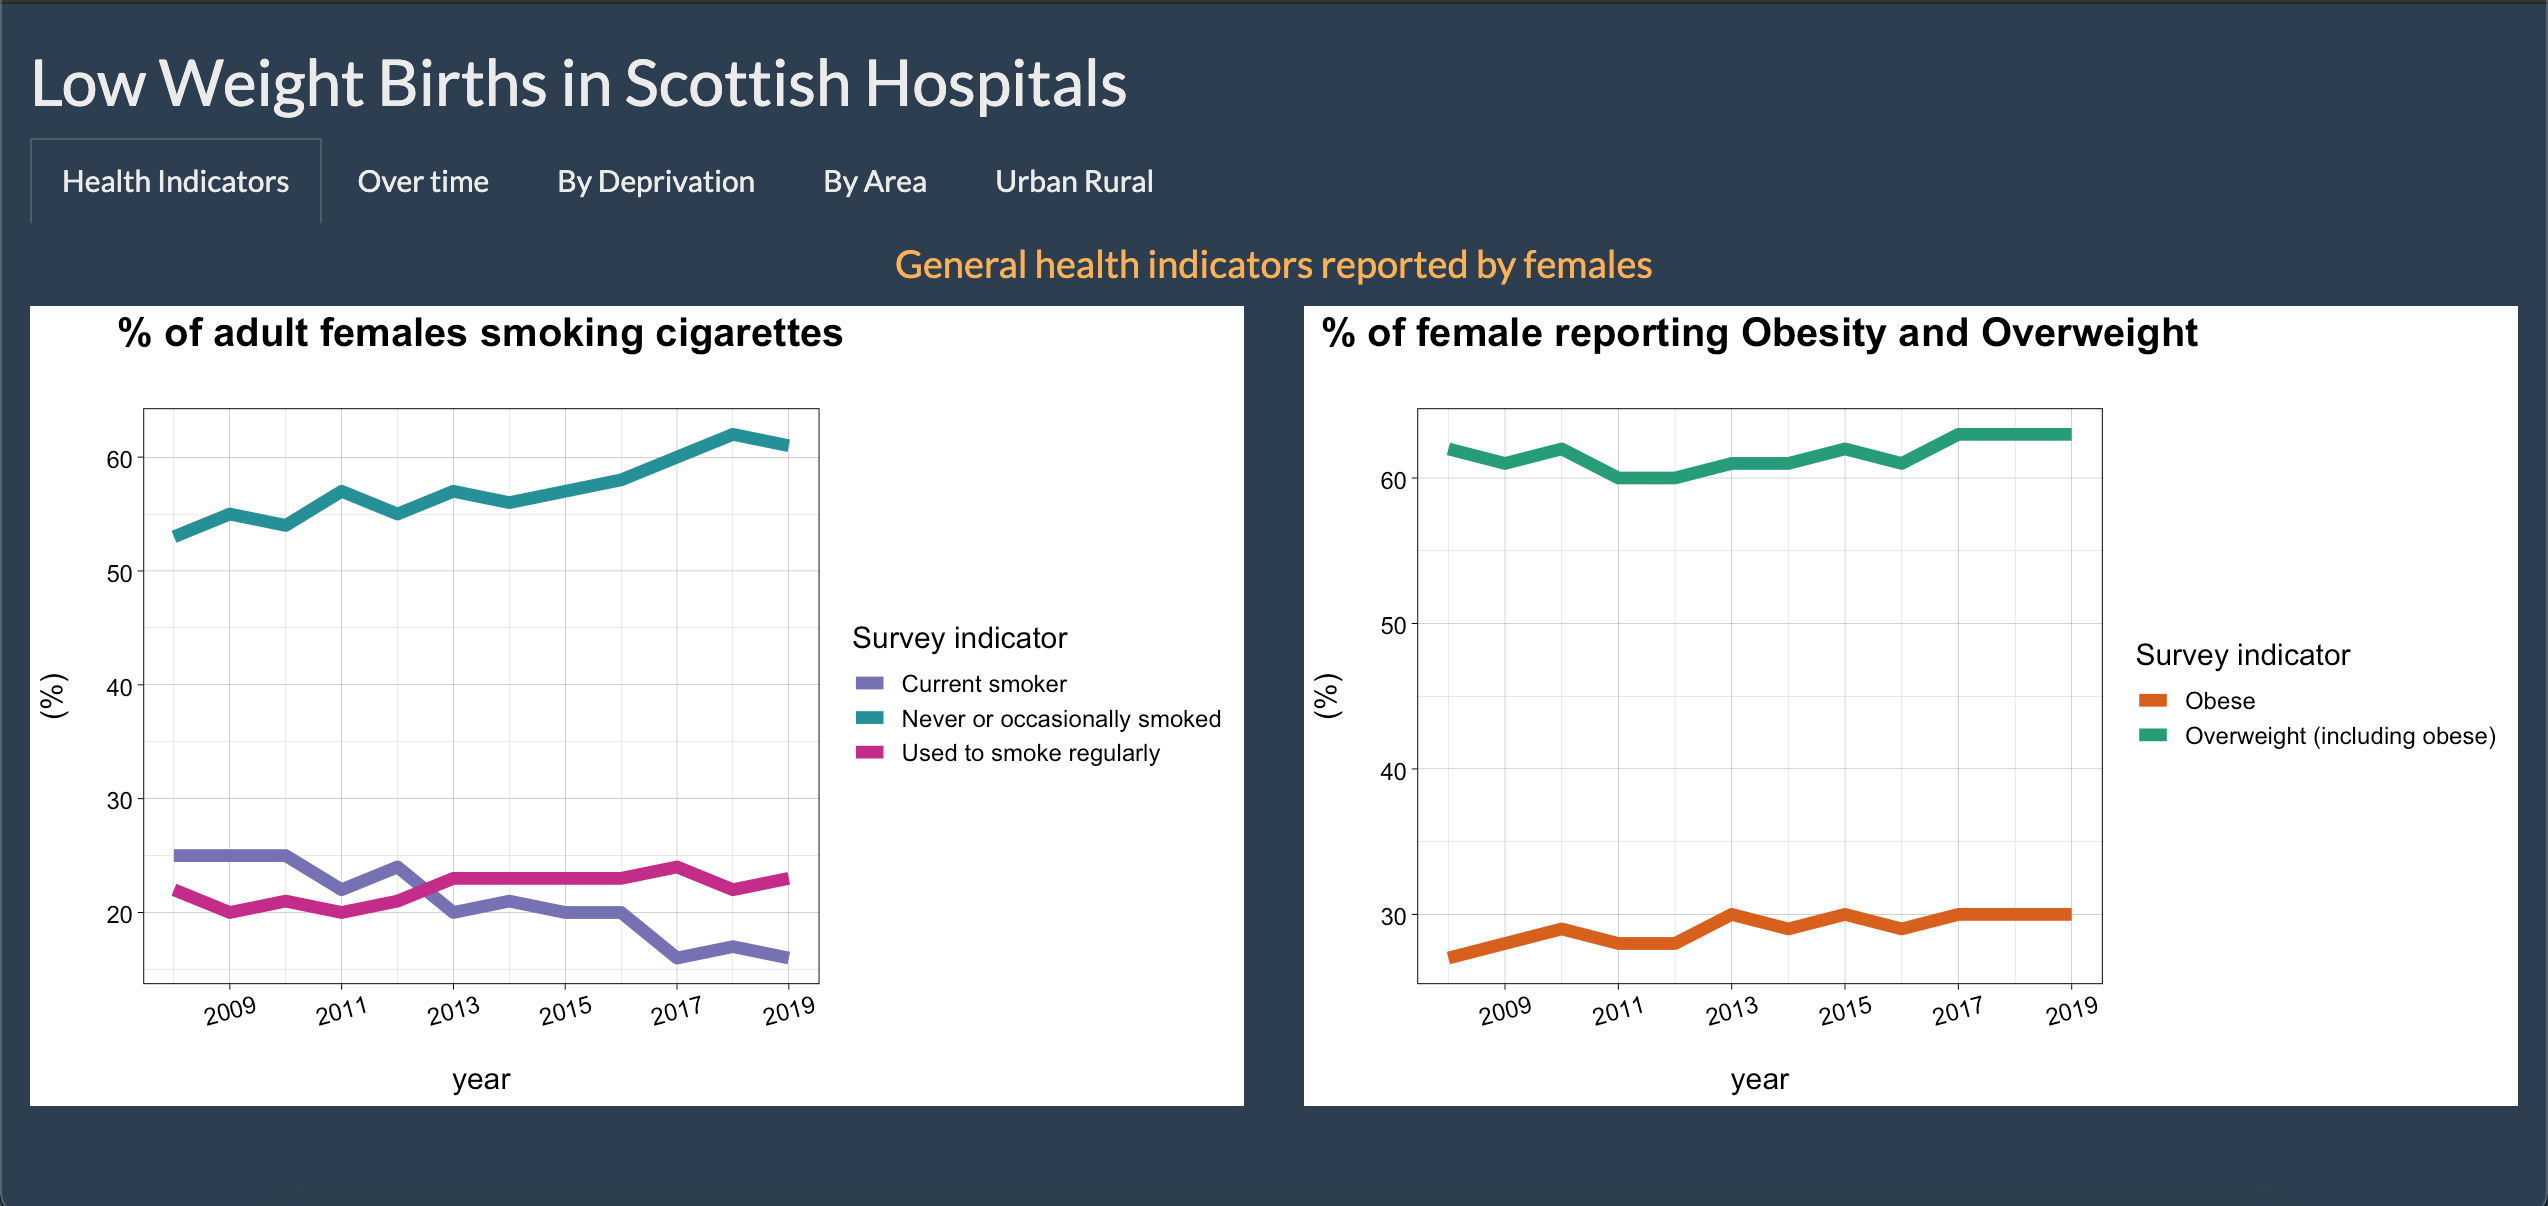 Low Weight Births in Scottish Hospitals
Health Indicators Over time By Deprivation By Area Urban Rural
General health indicators reported by females
% of adult females smoking cigarettes
60
50
40
30
20
(%)
2009 2011 2013 2015 2017 2019
year
Survey indicator
Current smoker
Never or occasionally smoked
Used to smoke regularly
% of female reporting Obesity and Overweight
60
50
40
30
(%)
2009 2011 2013 2015 2017 2019
year
Survey indicator
Obese
Overweight (including obese)